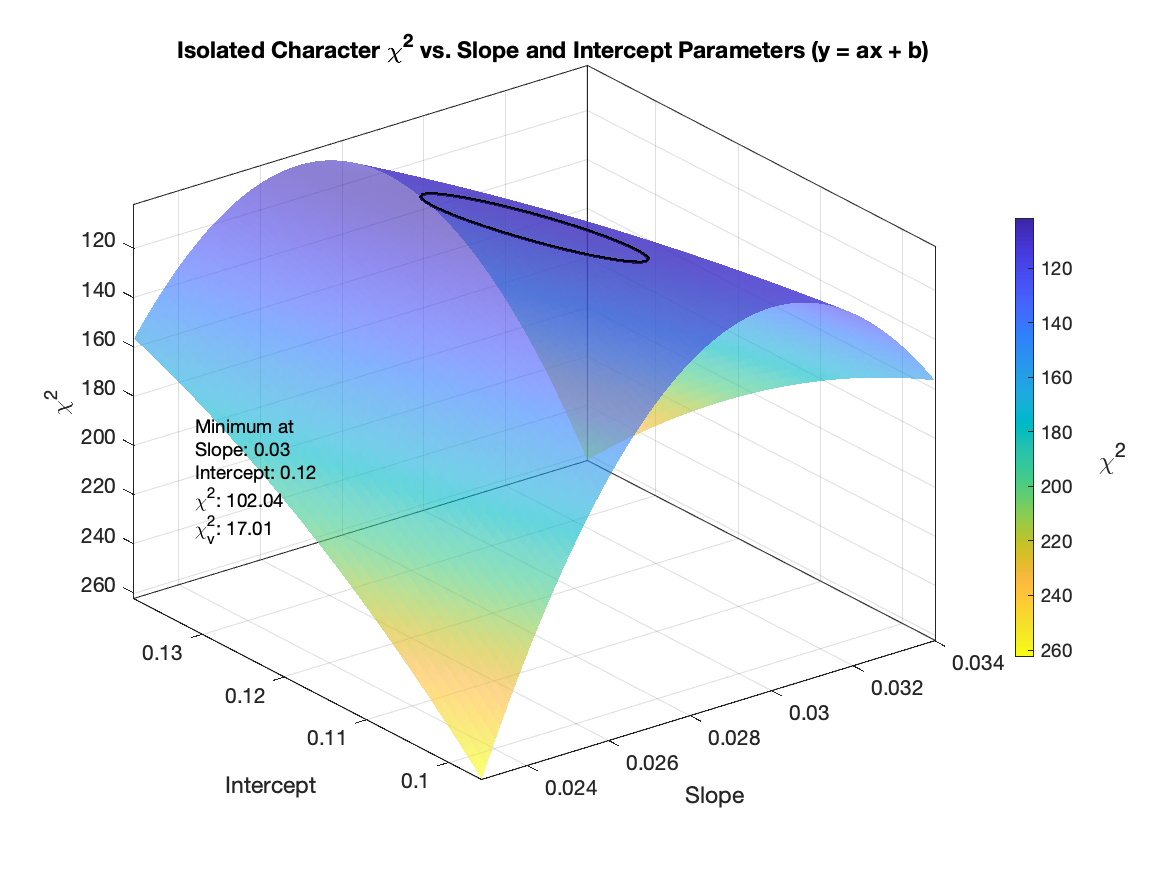 Isolated Character χ² vs. Slope and Intercept Parameters (y = ax + b)
120
140
160
180
200
220
240
260
χ²
Minimum at
Slope: 0.03
Intercept: 0.12
χ²: 102.04
χ²ᵥ: 17.01
0.13
0.12
0.11
0.1
Intercept
0.024
0.026
0.028
0.03
0.032
0.034
Slope
120
140
160
180
200
220
240
260
χ²